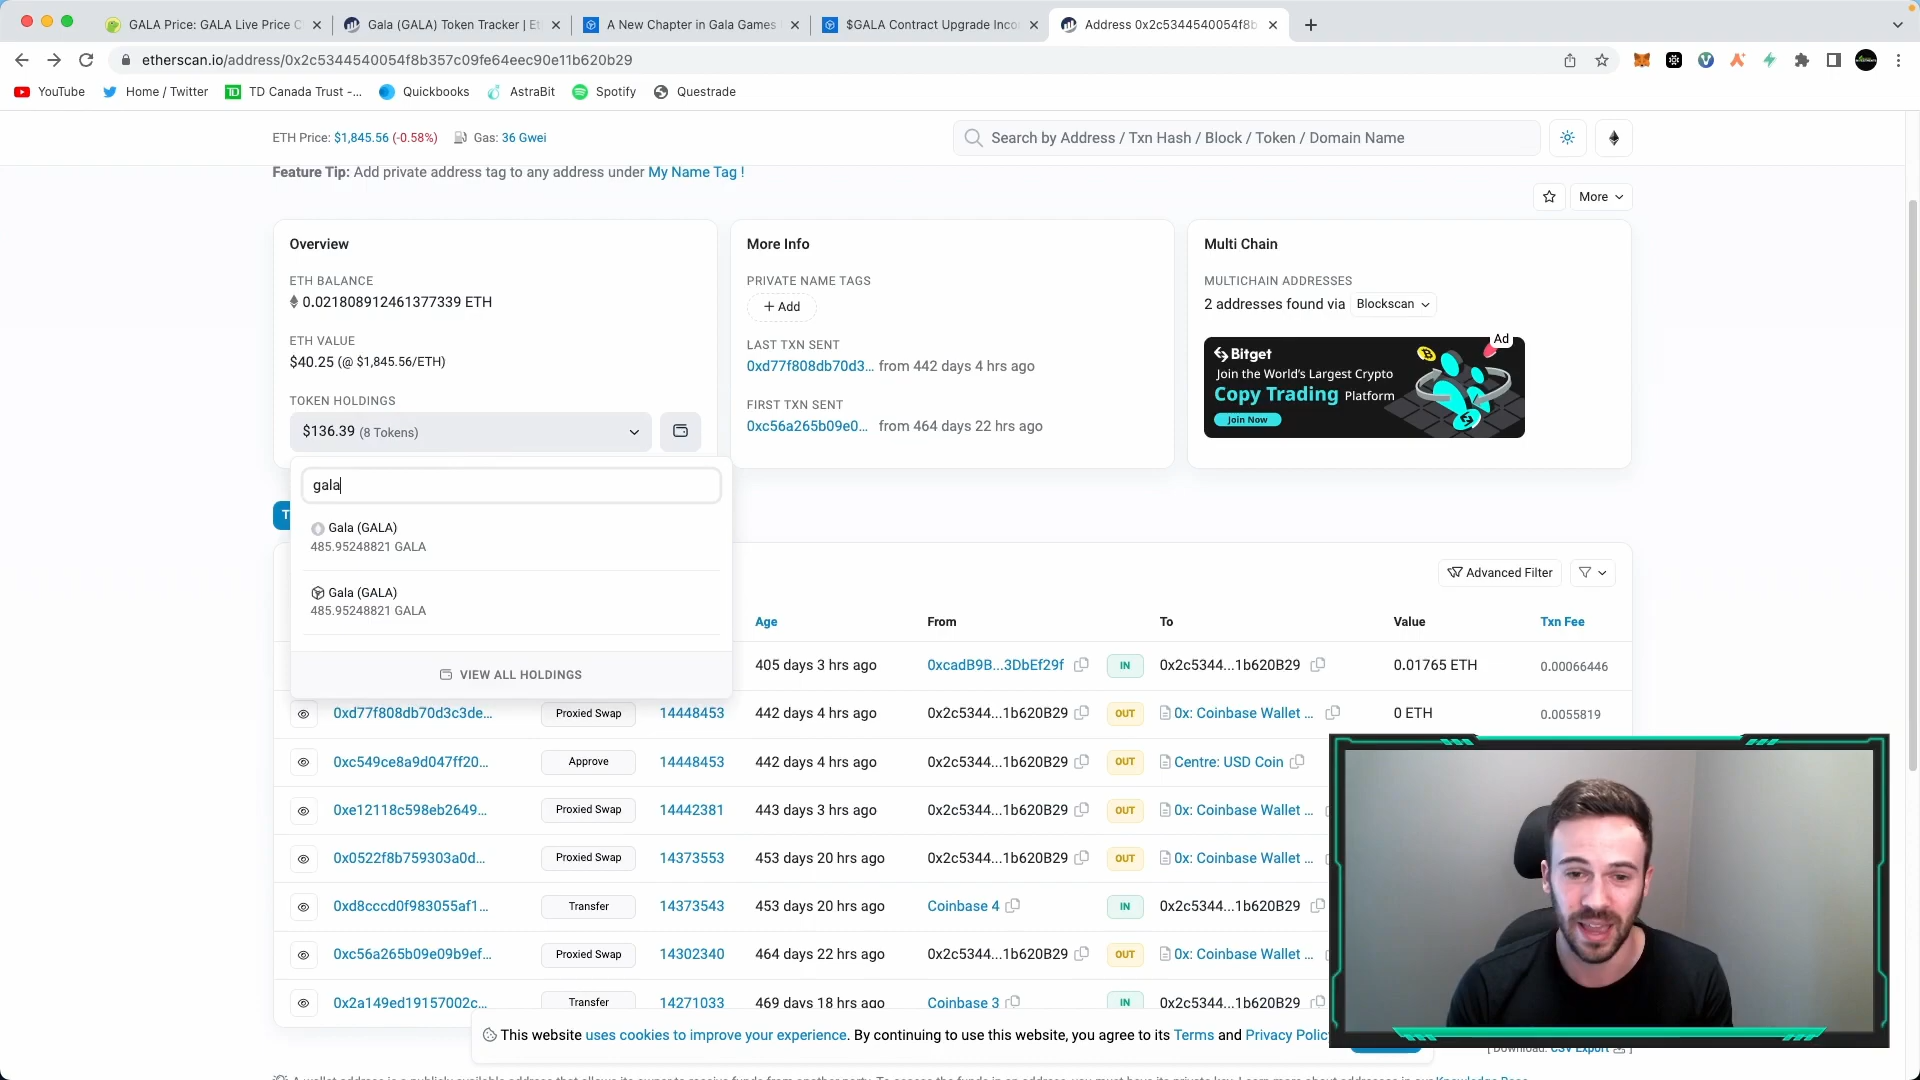 GALA Price: GALA Live Price C
Gala (GALA) Token Tracker | Et
A New Chapter in Gala Games
$GALA Contract Upgrade Inco
Address 0x2c5344540054f8b
etherscan.io/address/0x2c5344540054f8b357c09fe64eec90e11b620b29
YouTube
Home / Twitter
TD Canada Trust -...
Quickbooks
AstraBit
Spotify
Questrade
ETH Price: $1,845.56 (-0.58%)
Gas: 36 Gwei
Search by Address / Txn Hash / Block / Token / Domain Name
Feature Tip: Add private address tag to any address under My Name Tag !
More
Overview
ETH BALANCE
0.021808912461377339 ETH
ETH VALUE
$40.25 (@ $1,845.56/ETH)
TOKEN HOLDINGS
$136.39 (8 Tokens)
gala
Gala (GALA)
485.95248821 GALA
Gala (GALA)
485.95248821 GALA
VIEW ALL HOLDINGS
More Info
PRIVATE NAME TAGS
+ Add
LAST TXN SENT
0xd77f808db70d3... from 442 days 4 hrs ago
FIRST TXN SENT
0xc56a265b09e0... from 464 days 22 hrs ago
Multi Chain
MULTICHAIN ADDRESSES
2 addresses found via Blockscan
Ad
Bitget
Join the World's Largest Crypto
Copy Trading Platform
Join Now
Advanced Filter
Age From To Value Txn Fee
405 days 3 hrs ago 0xcadB9B...3DbEf29f IN 0x2c5344...1b620B29 0.01765 ETH 0.00066446
0xd77f808db70d3c3de... Proxied Swap 14448453 442 days 4 hrs ago 0x2c5344...1b620B29 OUT 0x: Coinbase Wallet ... 0 ETH 0.0055819
0xc549ce8a9d047ff20... Approve 14448453 442 days 4 hrs ago 0x2c5344...1b620B29 OUT Centre: USD Coin
0xe12118c598eb2649... Proxied Swap 14442381 443 days 3 hrs ago 0x2c5344...1b620B29 OUT 0x: Coinbase Wallet ...
0x0522f8b759303a0d... Proxied Swap 14373553 453 days 20 hrs ago 0x2c5344...1b620B29 OUT 0x: Coinbase Wallet ...
0xd8cccd0f983055af1... Transfer 14373543 453 days 20 hrs ago Coinbase 4 IN 0x2c5344...1b620B29
0xc56a265b09e09b9ef... Proxied Swap 14302340 464 days 22 hrs ago 0x2c5344...1b620B29 OUT 0x: Coinbase Wallet ...
0x2a149ed19157002c... Transfer 14271033 469 days 18 hrs ago Coinbase 3 IN 0x2c5344...1b620B29
This website uses cookies to improve your experience. By continuing to use this website, you agree to its Terms and Privacy Polic
[ Download: CSV Export ]